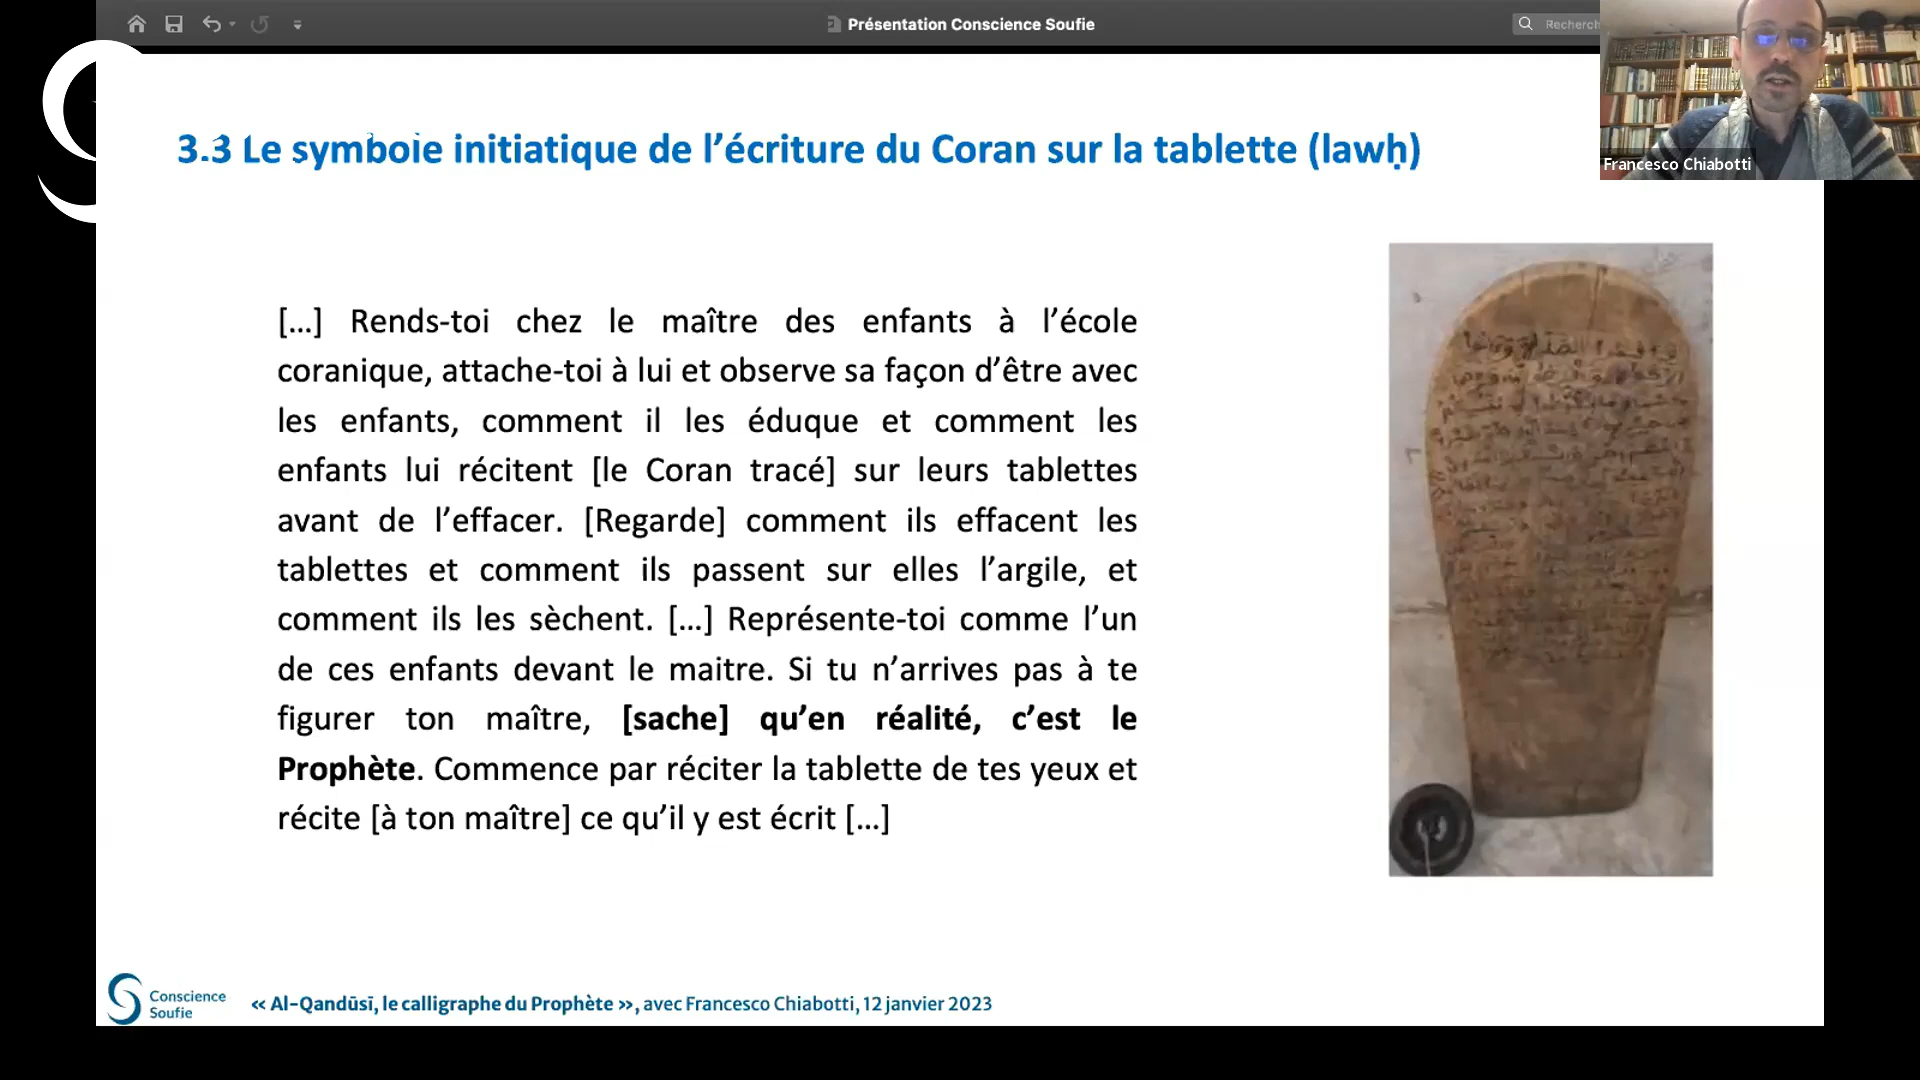 Présentation Conscience Soufie
Francesco Chiabotti
3.3 Le symbole initiatique de l’écriture du Coran sur la tablette (lawḥ)
[…] Rends-toi chez le maître des enfants à l’école
coranique, attache-toi à lui et observe sa façon d’être avec
les enfants, comment il les éduque et comment les
enfants lui récitent [le Coran tracé] sur leurs tablettes
avant de l’effacer. [Regarde] comment ils effacent les
tablettes et comment ils passent sur elles l’argile, et
comment ils les sèchent. […] Représente-toi comme l’un
de ces enfants devant le maitre. Si tu n’arrives pas à te
figurer ton maître, [sache] qu’en réalité, c’est le
Prophète. Commence par réciter la tablette de tes yeux et
récite [à ton maître] ce qu’il y est écrit […]
Conscience
Soufie
« Al-Qandūsī, le calligraphe du Prophète », avec Francesco Chiabotti, 12 janvier 2023